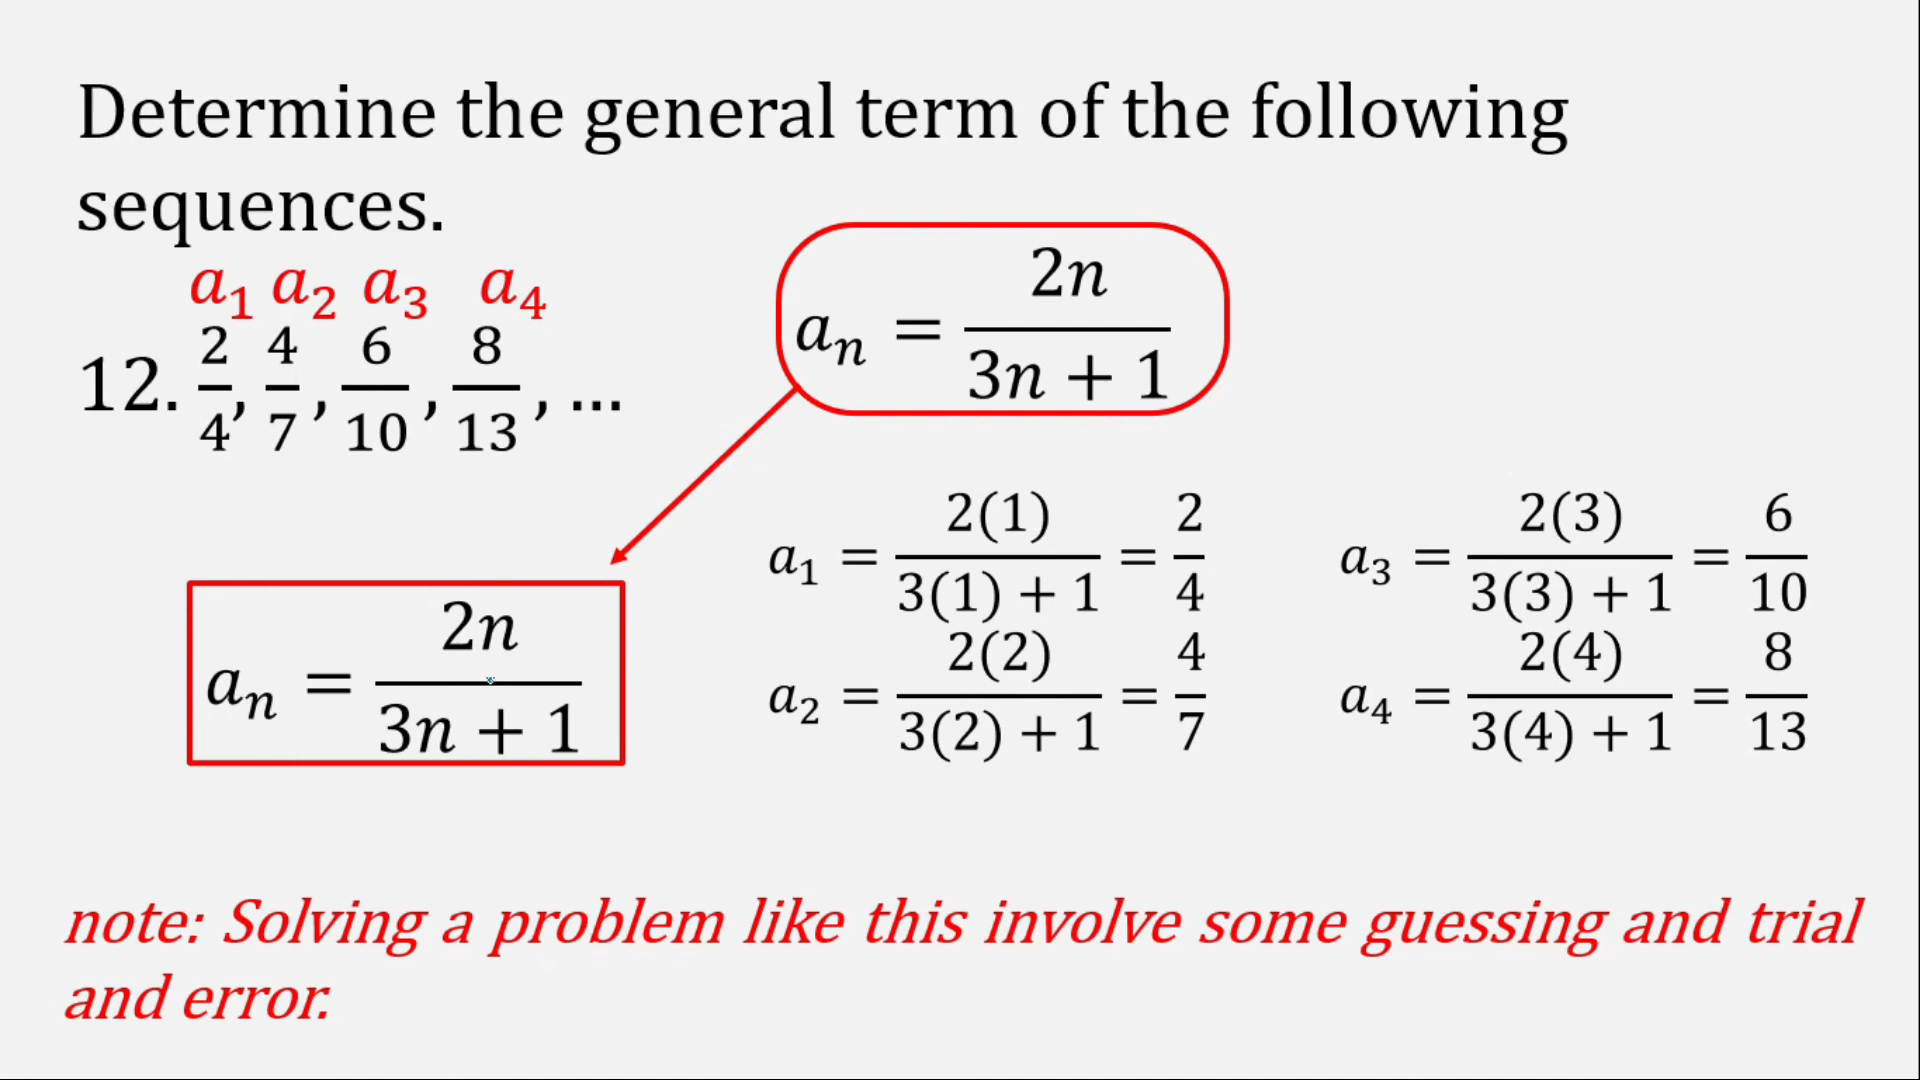 Determine the general term of the following
sequences.
a₁ a₂ a₃ a₄
12. 2/4, 4/7, 6/10, 8/13, ...
aₙ = 2n/(3n + 1)
a₁ = 2(1)/(3(1) + 1) = 2/4
a₃ = 2(3)/(3(3) + 1) = 6/10
aₙ = 2n/(3n + 1)
a₂ = 2(2)/(3(2) + 1) = 4/7
a₄ = 2(4)/(3(4) + 1) = 8/13
note: Solving a problem like this involve some guessing and trial
and error.